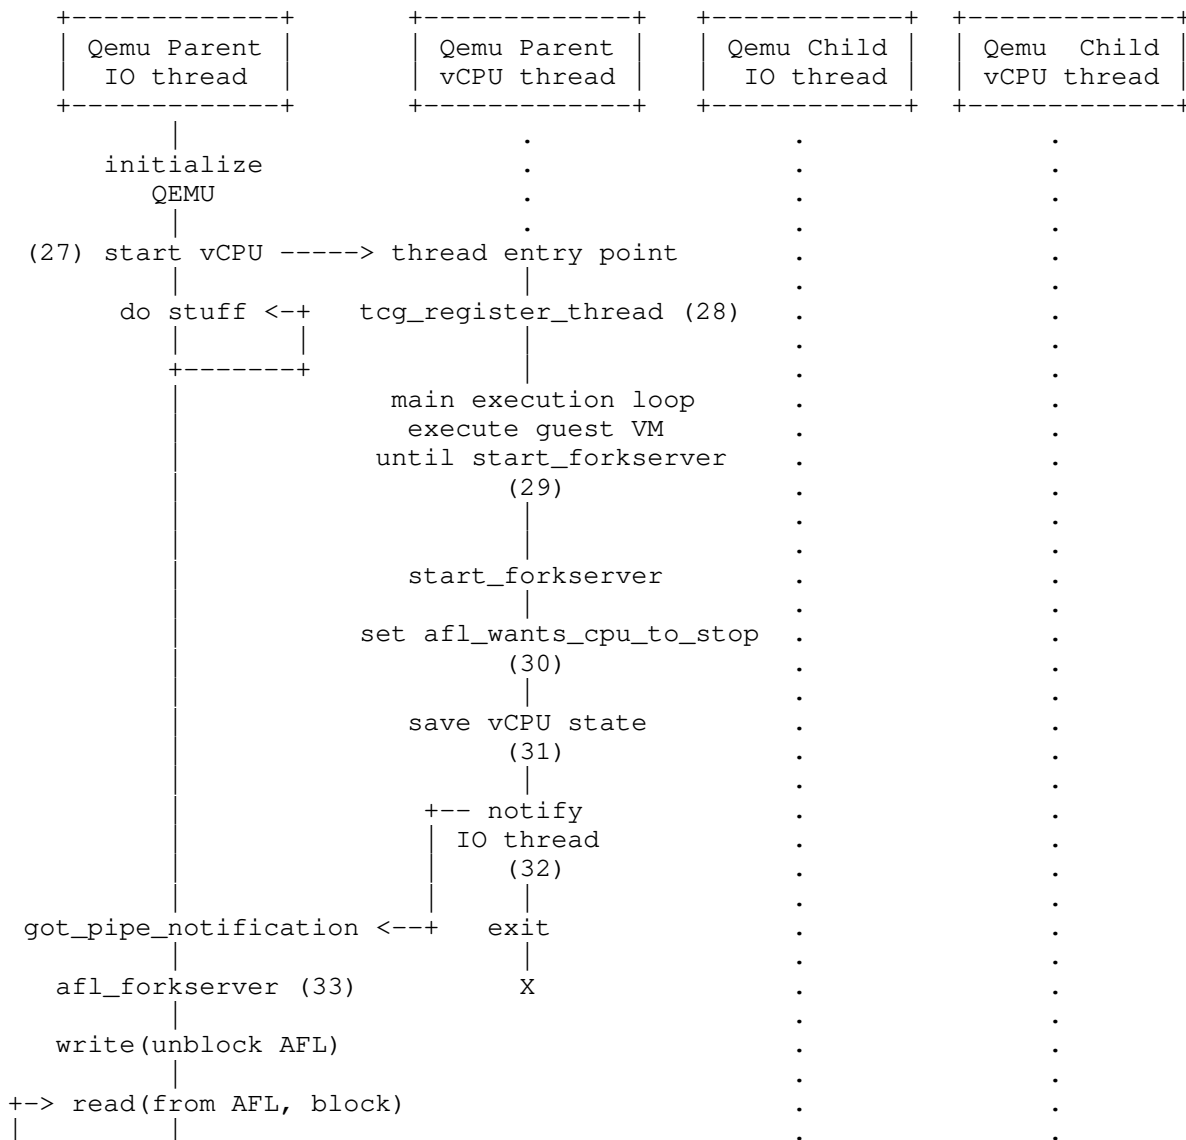 Qemu Parent Qemu Parent Qemu Child Qemu Child
IO thread vCPU thread IO thread vCPU thread
initialize
QEMU
(27) start vCPU -----> thread entry point
do stuff <-+ tcg_register_thread (28)
main execution loop
execute guest VM
until start_forkserver
(29)
start_forkserver
set afl_wants_cpu_to_stop
(30)
save vCPU state
(31)
+-- notify
IO thread
(32)
got_pipe_notification <--+ exit
afl_forkserver (33) X
write(unblock AFL)
+-> read(from AFL, block)